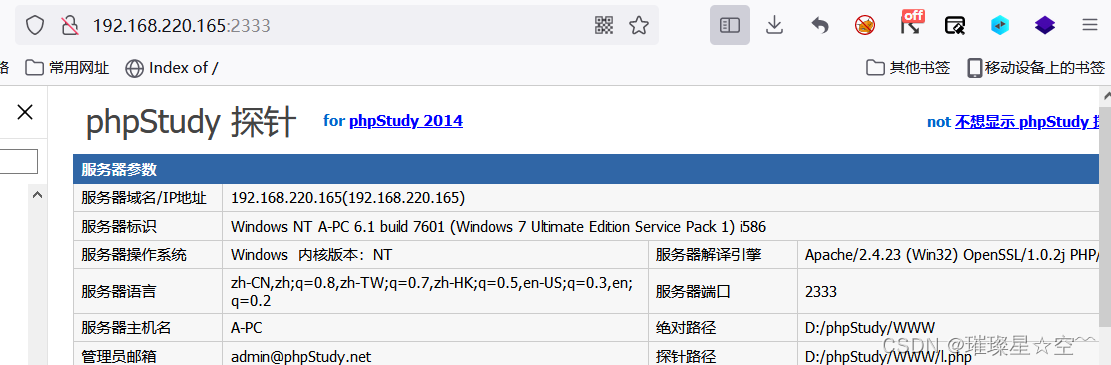 192.168.220.165:2333
off
常用网址 Index of /
其他书签 移动设备上的书签
phpStudy 探针 for phpStudy 2014
not 不想显示 phpStudy
服务器参数
服务器域名/IP地址 192.168.220.165(192.168.220.165)
服务器标识 Windows NT A-PC 6.1 build 7601 (Windows 7 Ultimate Edition Service Pack 1) i586
服务器操作系统 Windows 内核版本：NT 服务器解译引擎 Apache/2.4.23 (Win32) OpenSSL/1.0.2j PHP/
服务器语言 zh-CN,zh;q=0.8,zh-TW;q=0.7,zh-HK;q=0.5,en-US;q=0.3,en;
q=0.2 服务器端口 2333
服务器主机名 A-PC 绝对路径 D:/phpStudy/WWW
管理员邮箱 admin@phpStudy.net 探针路径 D:/phpStudy/WWW/l.php
CSDN @璀璨星☆空^^